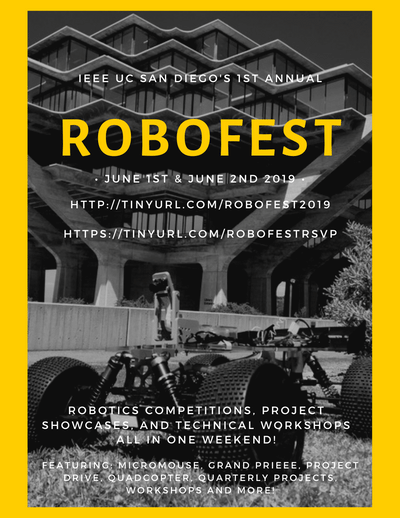 IEEE UC SAN DIEGO'S 1ST ANNUAL
ROBOFEST
· JUNE 1ST & JUNE 2ND 2019 ·
HTTP://TINYURL.COM/ROBOFEST2019
HTTPS://TINYURL.COM/ROBOFESTRSVP
ROBOTICS COMPETITIONS, PROJECT
SHOWCASES, AND TECHNICAL WORKSHOPS
ALL IN ONE WEEKEND!
FEATURING: MICROMOUSE, GRAND PRIEEE, PROJECT
DRIVE, QUADCOPTER, QUARTERLY PROJECTS
WORKSHOPS AND MORE!